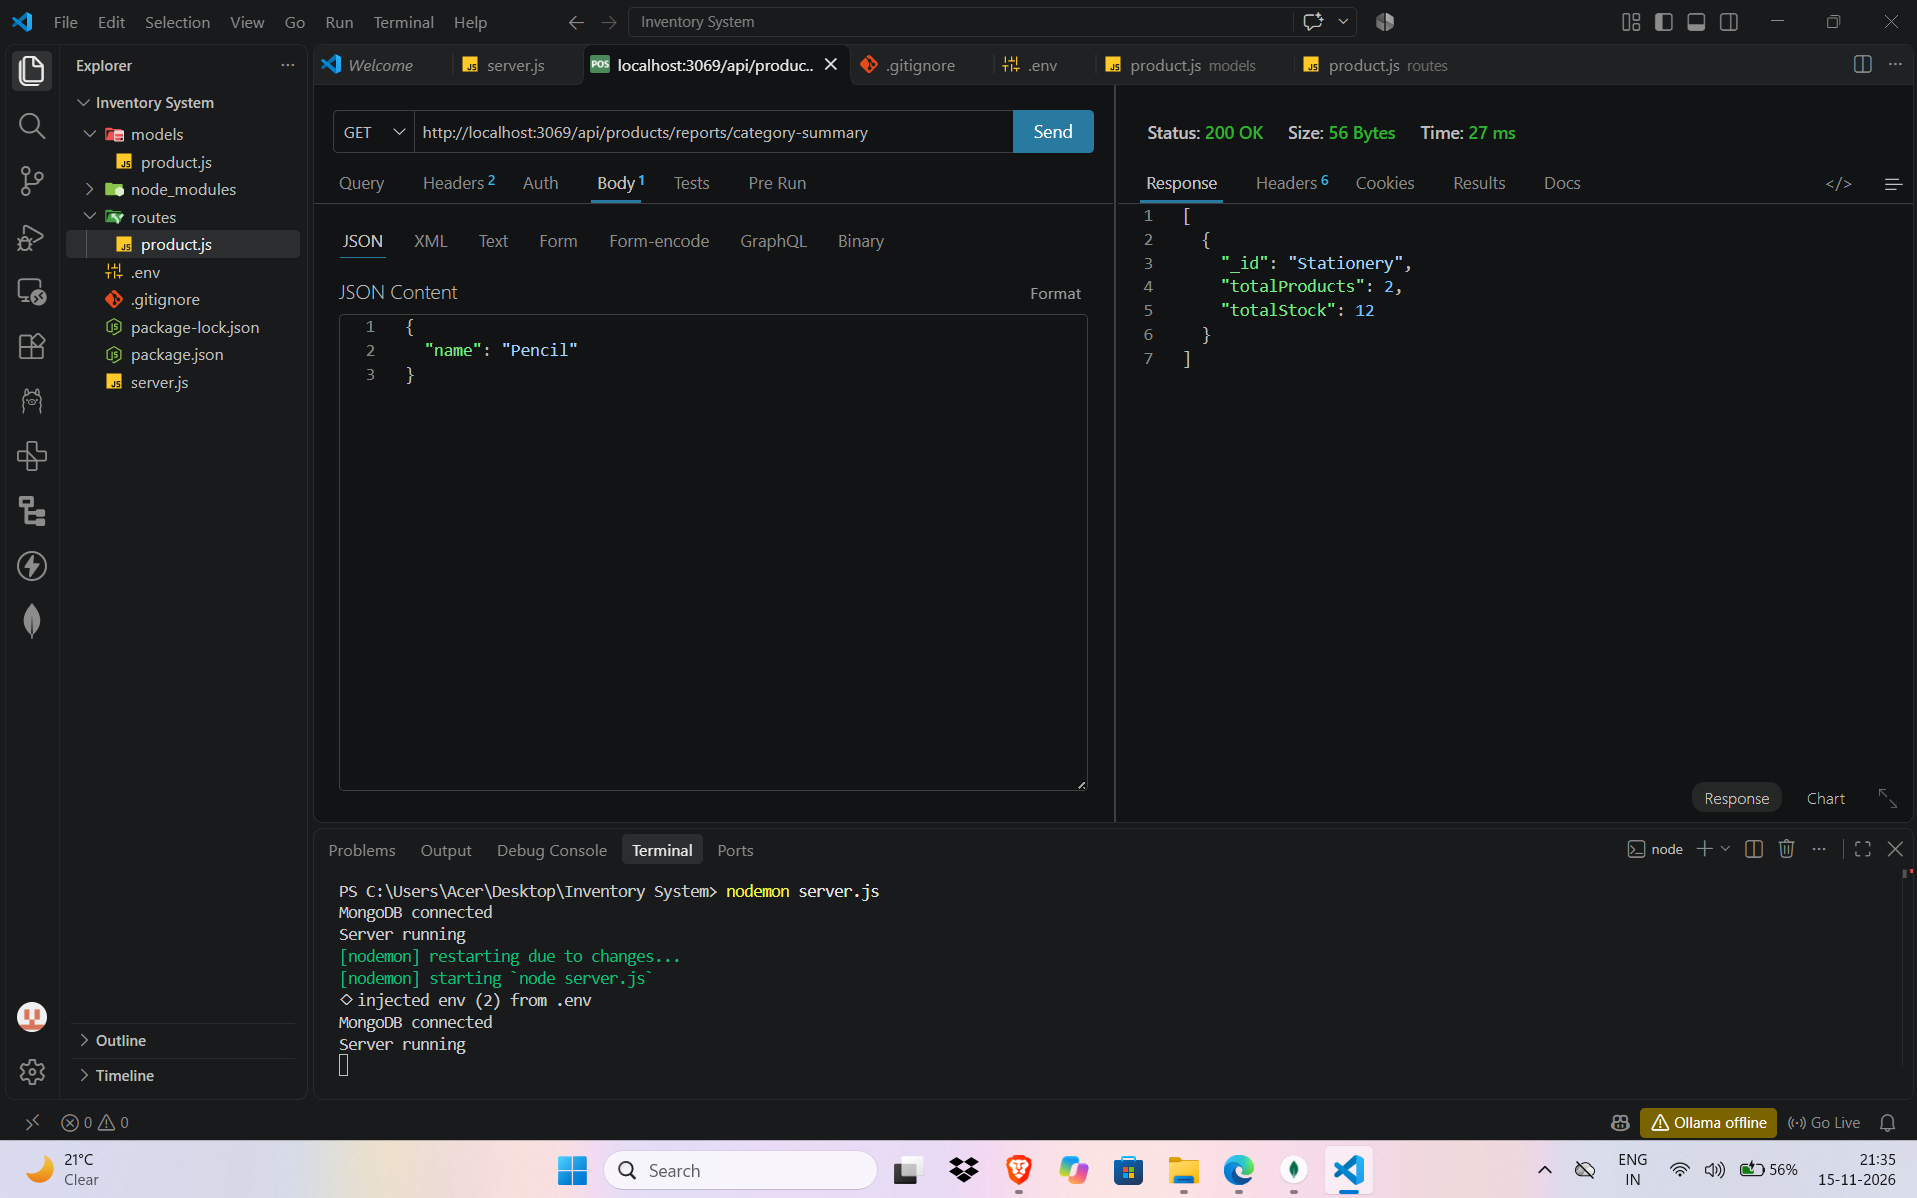 File Edit Selection View Go Run Terminal Help
Inventory System
Explorer
Inventory System
models
product.js
node_modules
routes
product.js
.env
.gitignore
package-lock.json
package.json
server.js
Outline
Timeline
Welcome
server.js
POS localhost:3069/api/produc..
.gitignore
.env
product.js models
product.js routes
GET
http://localhost:3069/api/products/reports/category-summary
Send
Query Headers 2 Auth Body 1 Tests Pre Run
JSON XML Text Form Form-encode GraphQL Binary
JSON Content
Format
1 {
2 "name": "Pencil"
3 }
Status: 200 OK Size: 56 Bytes Time: 27 ms
Response Headers 6 Cookies Results Docs
</>
1 [
2 {
3 "_id": "Stationery",
4 "totalProducts": 2,
5 "totalStock": 12
6 }
7 ]
Response Chart
Problems Output Debug Console Terminal Ports
node
PS C:\Users\Acer\Desktop\Inventory System> nodemon server.js
MongoDB connected
Server running
[nodemon] restarting due to changes...
[nodemon] starting `node server.js`
◇ injected env (2) from .env
MongoDB connected
Server running
0 0
Ollama offline
Go Live
21°C
Clear
Search
ENG
IN
56%
21:35
15-11-2026